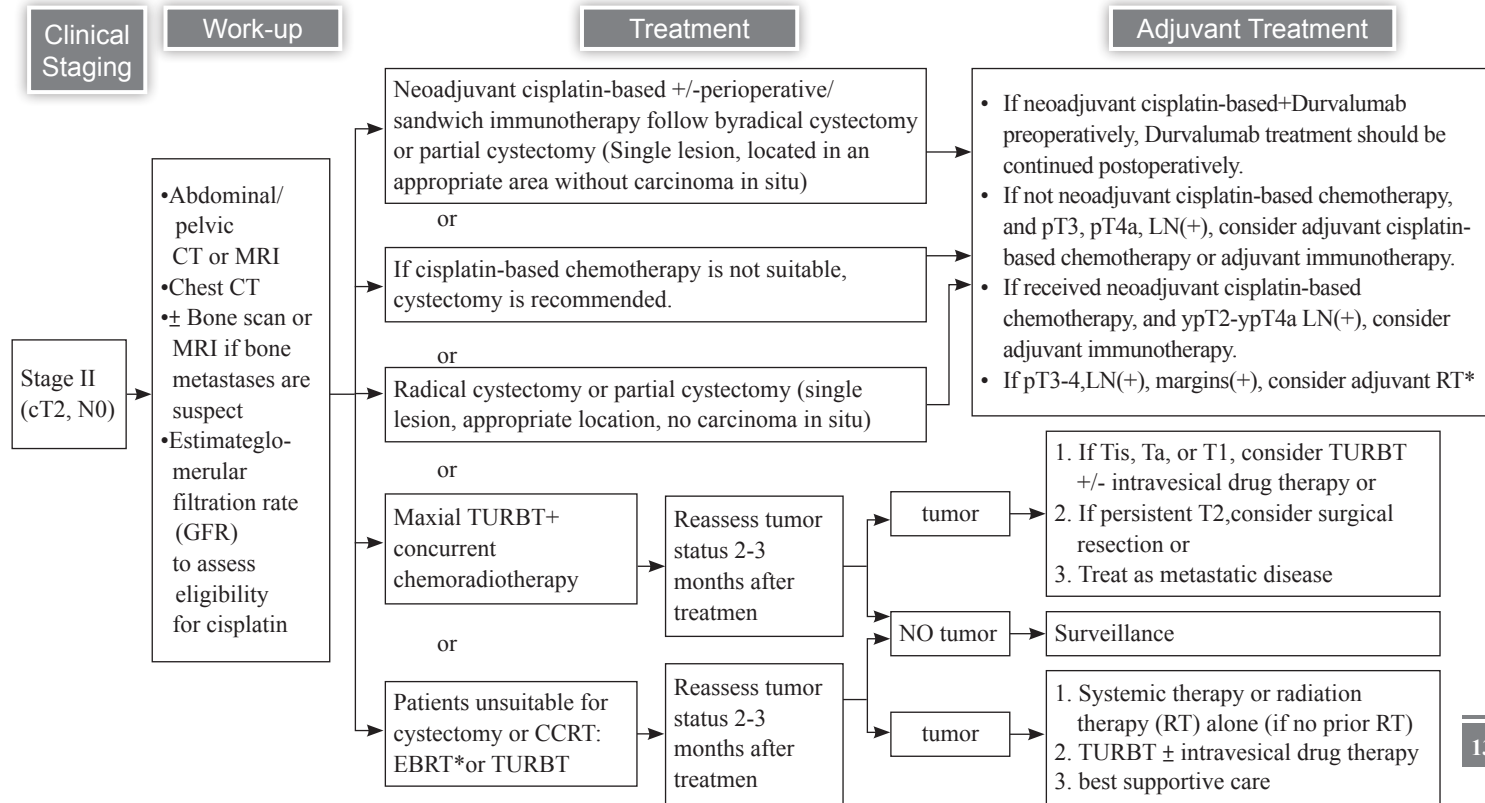 Clinical
Staging
Work-up
Treatment
Adjuvant Treatment
Stage II
(cT2, N0)
•Abdominal/
pelvic
CT or MRI
•Chest CT
•± Bone scan or
MRI if bone
metastases are
suspect
•Estimateglo-
merular
filtration rate
(GFR)
to assess
eligibility
for cisplatin
Neoadjuvant cisplatin-based +/-perioperative/
sandwich immunotherapy follow byradical cystectomy
or partial cystectomy (Single lesion, located in an
appropriate area without carcinoma in situ)
or
If cisplatin-based chemotherapy is not suitable,
cystectomy is recommended.
or
Radical cystectomy or partial cystectomy (single
lesion, appropriate location, no carcinoma in situ)
or
Maxial TURBT+
concurrent
chemoradiotherapy
or
Patients unsuitable for
cystectomy or CCRT:
EBRT*or TURBT
Reassess tumor
status 2-3
months after
treatmen
Reassess tumor
status 2-3
months after
treatmen
tumor
NO tumor
tumor
• If neoadjuvant cisplatin-based+Durvalumab
preoperatively, Durvalumab treatment should be
continued postoperatively.
• If not neoadjuvant cisplatin-based chemotherapy,
and pT3, pT4a, LN(+), consider adjuvant cisplatin-
based chemotherapy or adjuvant immunotherapy.
• If received neoadjuvant cisplatin-based
chemotherapy, and ypT2-ypT4a LN(+), consider
adjuvant immunotherapy.
• If pT3-4,LN(+), margins(+), consider adjuvant RT*
1. If Tis, Ta, or T1, consider TURBT
+/- intravesical drug therapy or
2. If persistent T2,consider surgical
resection or
3. Treat as metastatic disease
Surveillance
1. Systemic therapy or radiation
therapy (RT) alone (if no prior RT)
2. TURBT ± intravesical drug therapy
3. best supportive care